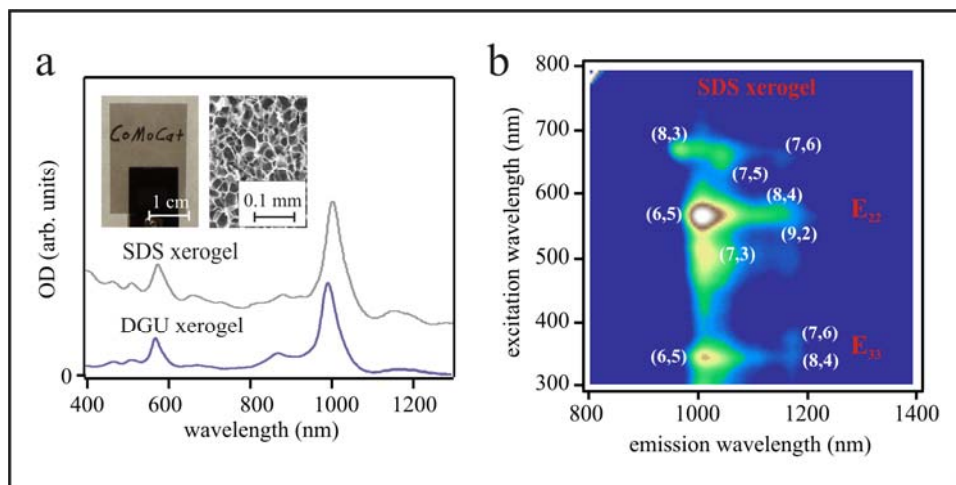 a
OD (arb. units)
0
CoMoCat
1 cm
0.1 mm
SDS xerogel
DGU xerogel
400 600 800 1000 1200
wavelength (nm)
b
excitation wavelength (nm)
800
700
600
500
400
300
SDS xerogel
(8,3)
(7,6)
(7,5)
(8,4)
(6,5)
E22
(9,2)
(7,3)
(7,6)
(6,5)
E33
(8,4)
800 1000 1200 1400
emission wavelength (nm)